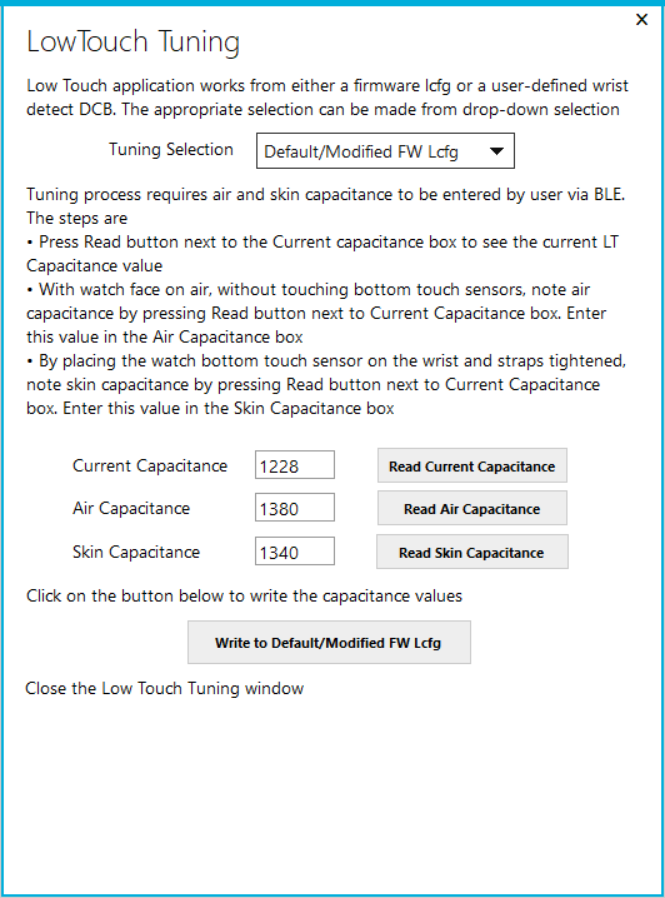 x
LowTouch Tuning
Low Touch application works from either a firmware lcfg or a user-defined wrist
detect DCB. The appropriate selection can be made from drop-down selection
Tuning Selection Default/Modified FW Lcfg
Tuning process requires air and skin capacitance to be entered by user via BLE.
The steps are
• Press Read button next to the Current capacitance box to see the current LT
Capacitance value
• With watch face on air, without touching bottom touch sensors, note air
capacitance by pressing Read button next to Current Capacitance box. Enter
this value in the Air Capacitance box
• By placing the watch bottom touch sensor on the wrist and straps tightened,
note skin capacitance by pressing Read button next to Current Capacitance
box. Enter this value in the Skin Capacitance box
Current Capacitance 1228 Read Current Capacitance
Air Capacitance 1380 Read Air Capacitance
Skin Capacitance 1340 Read Skin Capacitance
Click on the button below to write the capacitance values
Write to Default/Modified FW Lcfg
Close the Low Touch Tuning window